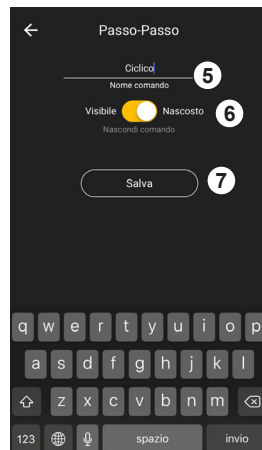 Passo-Passo
Ciclico 5
Nome comando
Visibile Nascosto 6
Nascondi comando
Salva 7
q w e r t y u i o p
a s d f g h j k l
z x c v b n m
123 spazio invio